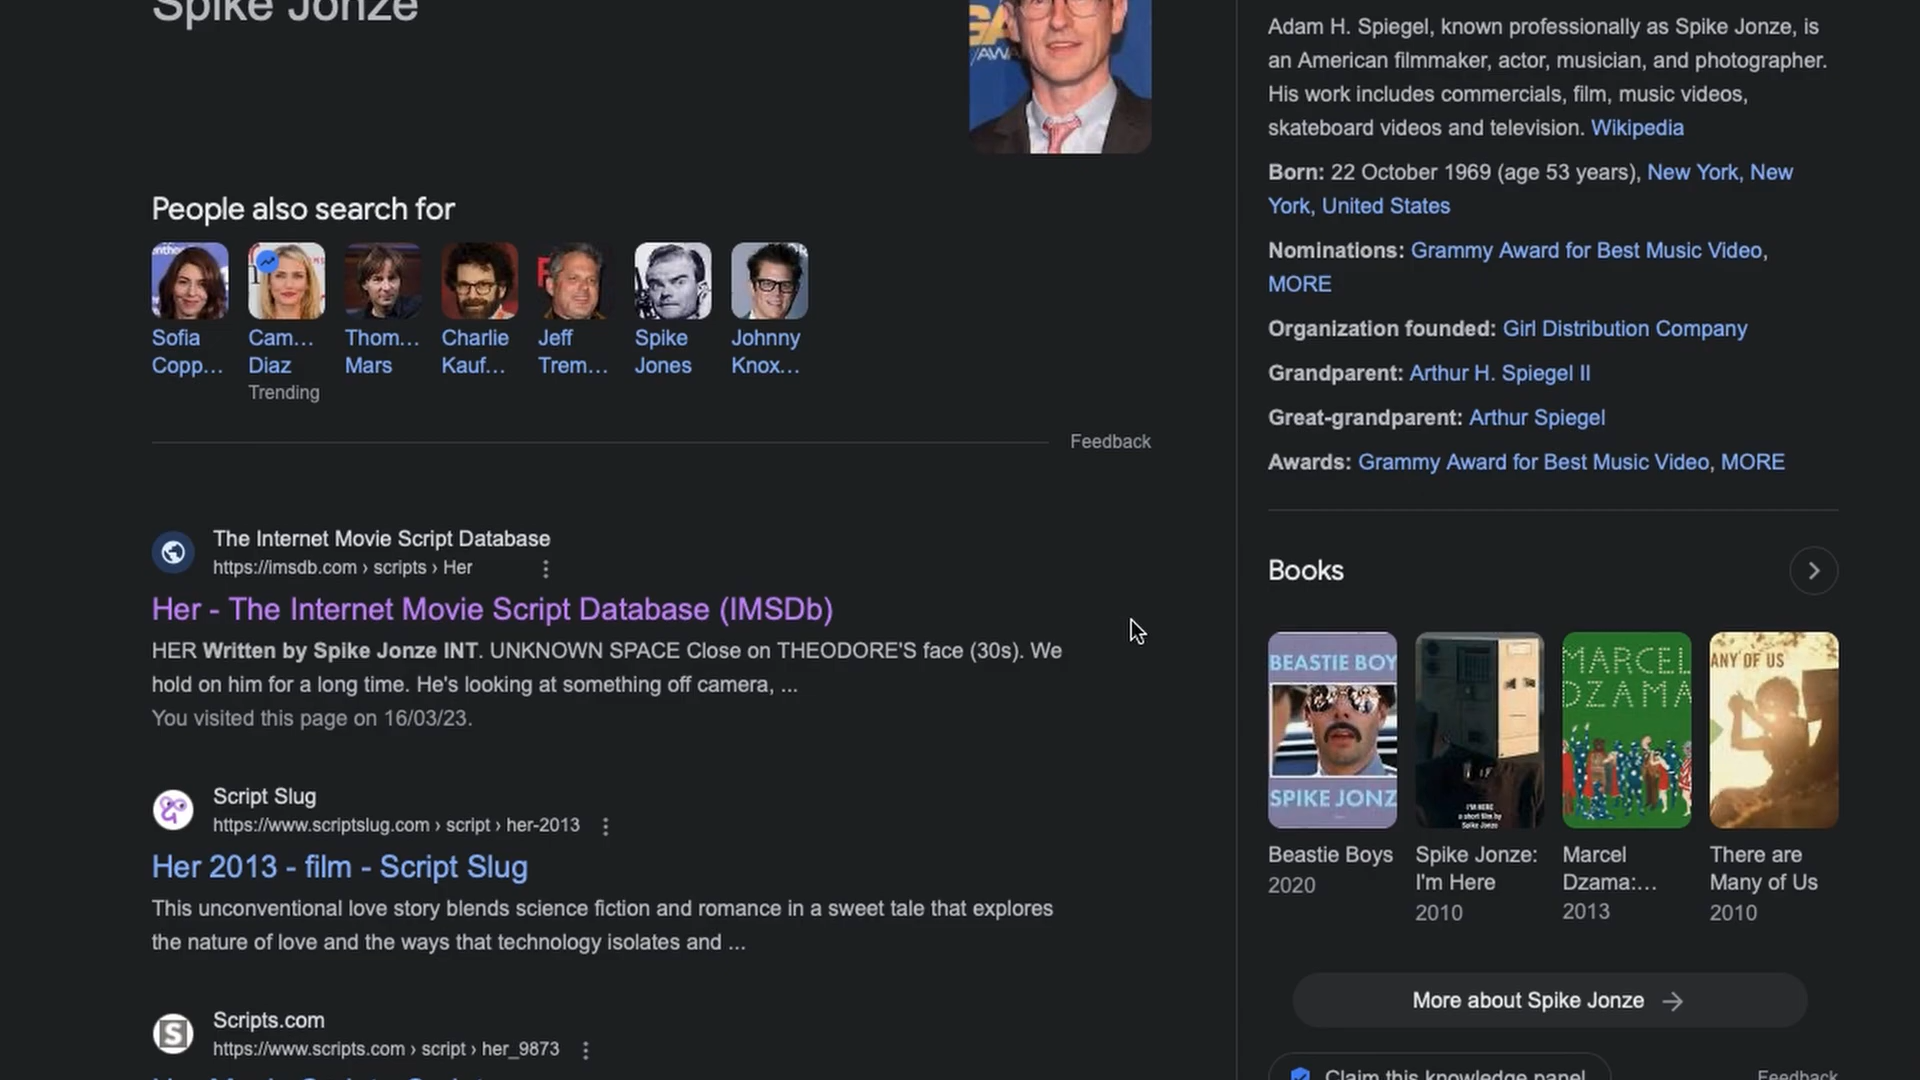 Spike Jonze
People also search for
Sofia
Copp...
Cam...
Diaz
Trending
Thom...
Mars
Charlie
Kauf...
Jeff
Trem...
Spike
Jones
Johnny
Knox...
Feedback
The Internet Movie Script Database
https://imsdb.com › scripts › Her
Her - The Internet Movie Script Database (IMSDb)
HER Written by Spike Jonze INT. UNKNOWN SPACE Close on THEODORE'S face (30s). We
hold on him for a long time. He's looking at something off camera, ...
You visited this page on 16/03/23.
Script Slug
https://www.scriptslug.com › script › her-2013
Her 2013 - film - Script Slug
This unconventional love story blends science fiction and romance in a sweet tale that explores
the nature of love and the ways that technology isolates and ...
Scripts.com
https://www.scripts.com › script › her_9873
Adam H. Spiegel, known professionally as Spike Jonze, is
an American filmmaker, actor, musician, and photographer.
His work includes commercials, film, music videos,
skateboard videos and television. Wikipedia
Born: 22 October 1969 (age 53 years), New York, New
York, United States
Nominations: Grammy Award for Best Music Video,
MORE
Organization founded: Girl Distribution Company
Grandparent: Arthur H. Spiegel II
Great-grandparent: Arthur Spiegel
Awards: Grammy Award for Best Music Video, MORE
Books
BEASTIE BOY
SPIKE JONZ
I'M HERE
a short film by
Spike Jonze
MARCEL
DZAMA
ANY OF US
Beastie Boys
2020
Spike Jonze:
I'm Here
2010
Marcel
Dzama:...
2013
There are
Many of Us
2010
More about Spike Jonze
Claim this knowledge panel
Feedback